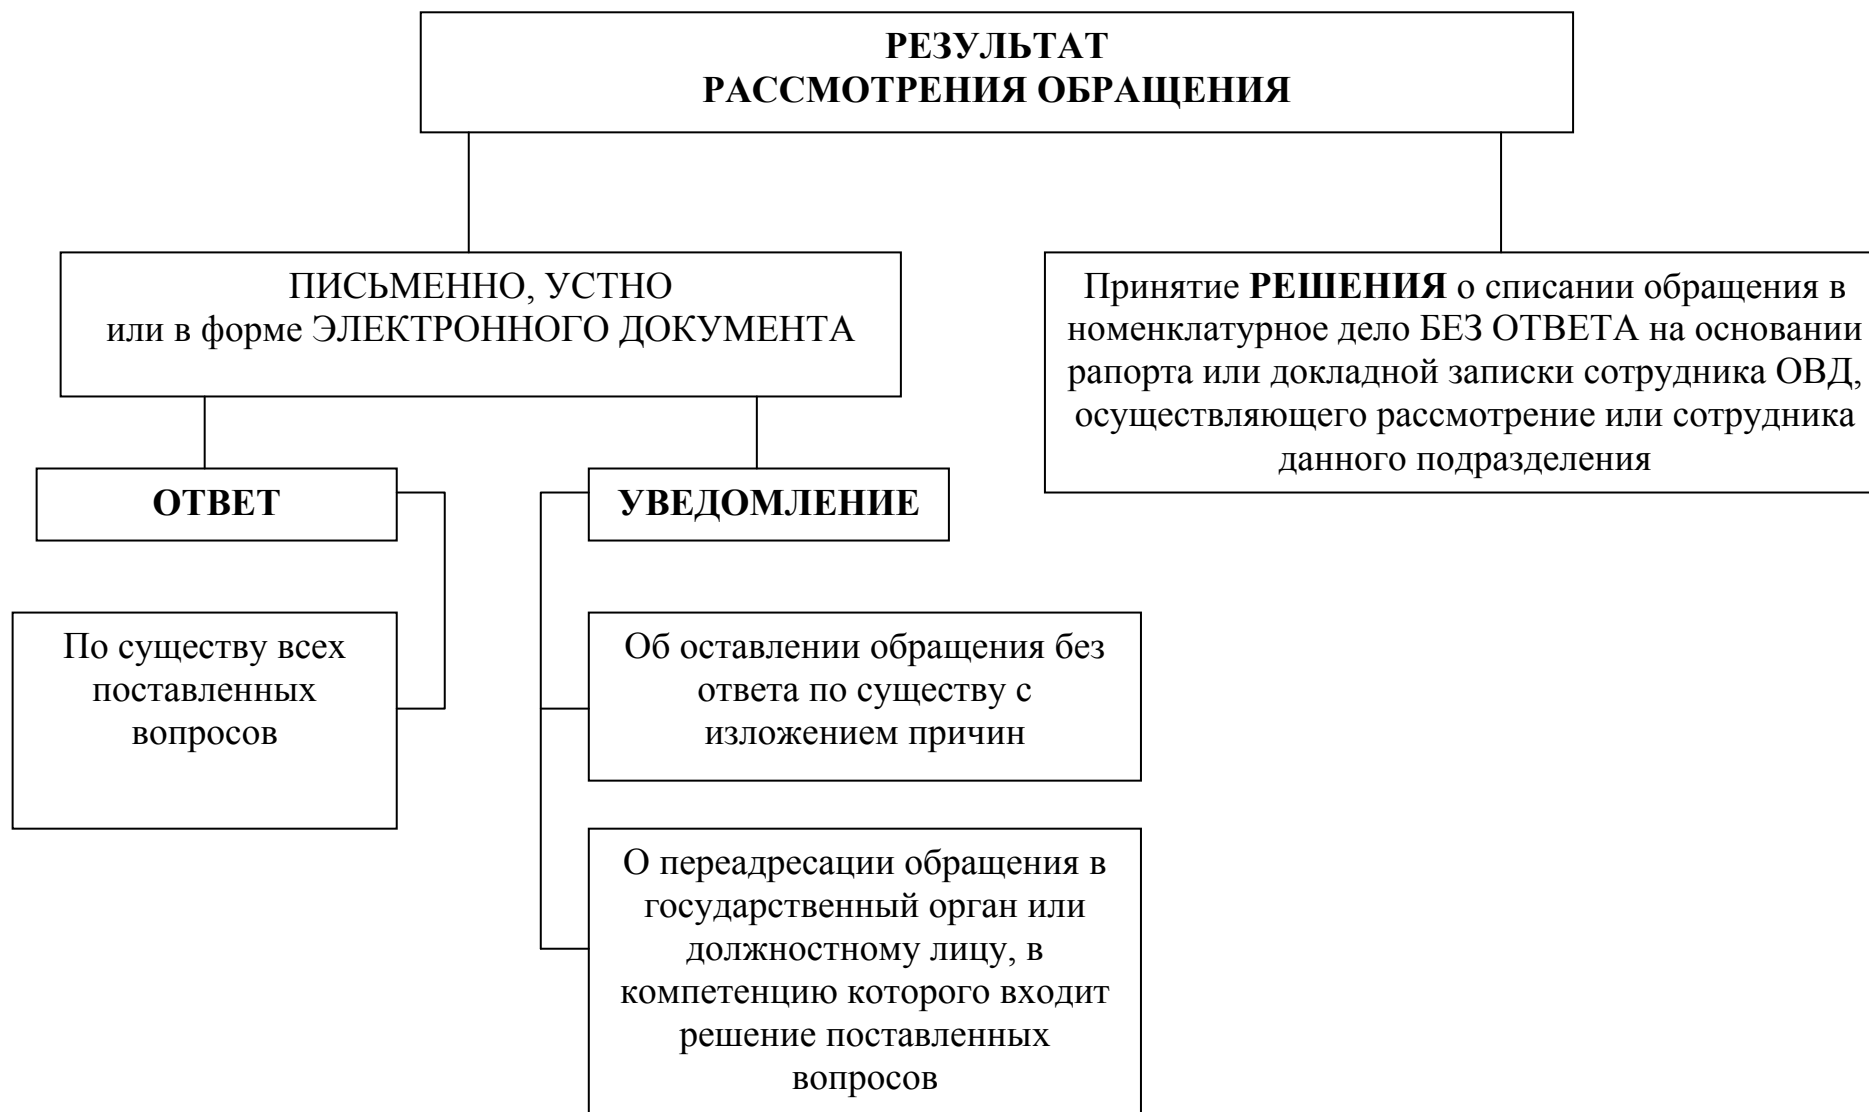 РЕЗУЛЬТАТ
РАССМОТРЕНИЯ ОБРАЩЕНИЯ
ПИСЬМЕННО, УСТНО
или в форме ЭЛЕКТРОННОГО ДОКУМЕНТА
Принятие РЕШЕНИЯ о списании обращения в
номенклатурное дело БЕЗ ОТВЕТА на основании
рапорта или докладной записки сотрудника ОВД,
осуществляющего рассмотрение или сотрудника
данного подразделения
ОТВЕТ
УВЕДОМЛЕНИЕ
По существу всех
поставленных
вопросов
Об оставлении обращения без
ответа по существу с
изложением причин
О переадресации обращения в
государственный орган или
должностному лицу, в
компетенцию которого входит
решение поставленных
вопросов